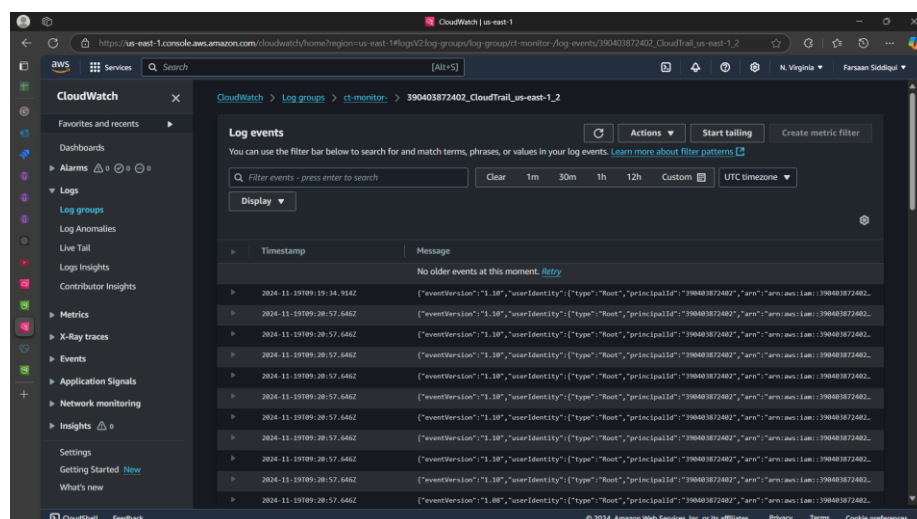 CloudWatch | us-east-1
https://us-east-1.console.aws.amazon.com/cloudwatch/home?region=us-east-1#logsV2:log-groups/log-group/ct-monitor-/log-events/390403872402_CloudTrail_us-east-1_2
aws Services Search [Alt+S] N. Virginia ▼ Farsaan Siddiqui ▼
CloudWatch
Favorites and recents
Dashboards
Alarms 0 0 0
Logs
Log groups
Log Anomalies
Live Tail
Logs Insights
Contributor Insights
Metrics
X-Ray traces
Events
Application Signals
Network monitoring
Insights 0
Settings
Getting Started New
What's new
CloudWatch > Log groups > ct-monitor- > 390403872402_CloudTrail_us-east-1_2
Log events
Actions ▼ Start tailing Create metric filter
You can use the filter bar below to search for and match terms, phrases, or values in your log events. Learn more about filter patterns
Filter events - press enter to search Clear 1m 30m 1h 12h Custom UTC timezone ▼
Display ▼
Timestamp Message
No older events at this moment. Retry
2024-11-19T09:19:34.914Z {"eventVersion":"1.10","userIdentity":{"type":"Root","principalId":"390403872402","arn":"arn:aws:iam::390403872402…
2024-11-19T09:20:57.646Z {"eventVersion":"1.10","userIdentity":{"type":"Root","principalId":"390403872402","arn":"arn:aws:iam::390403872402…
2024-11-19T09:20:57.646Z {"eventVersion":"1.10","userIdentity":{"type":"Root","principalId":"390403872402","arn":"arn:aws:iam::390403872402…
2024-11-19T09:20:57.646Z {"eventVersion":"1.10","userIdentity":{"type":"Root","principalId":"390403872402","arn":"arn:aws:iam::390403872402…
2024-11-19T09:20:57.646Z {"eventVersion":"1.10","userIdentity":{"type":"Root","principalId":"390403872402","arn":"arn:aws:iam::390403872402…
2024-11-19T09:20:57.646Z {"eventVersion":"1.10","userIdentity":{"type":"Root","principalId":"390403872402","arn":"arn:aws:iam::390403872402…
2024-11-19T09:20:57.646Z {"eventVersion":"1.10","userIdentity":{"type":"Root","principalId":"390403872402","arn":"arn:aws:iam::390403872402…
2024-11-19T09:20:57.646Z {"eventVersion":"1.10","userIdentity":{"type":"Root","principalId":"390403872402","arn":"arn:aws:iam::390403872402…
2024-11-19T09:20:57.646Z {"eventVersion":"1.10","userIdentity":{"type":"Root","principalId":"390403872402","arn":"arn:aws:iam::390403872402…
2024-11-19T09:20:57.646Z {"eventVersion":"1.10","userIdentity":{"type":"Root","principalId":"390403872402","arn":"arn:aws:iam::390403872402…
2024-11-19T09:20:57.646Z {"eventVersion":"1.08","userIdentity":{"type":"Root","principalId":"390403872402","arn":"arn:aws:iam::390403872402…
CloudShell Feedback © 2024, Amazon Web Services, Inc. or its affiliates. Privacy Terms Cookie preferences